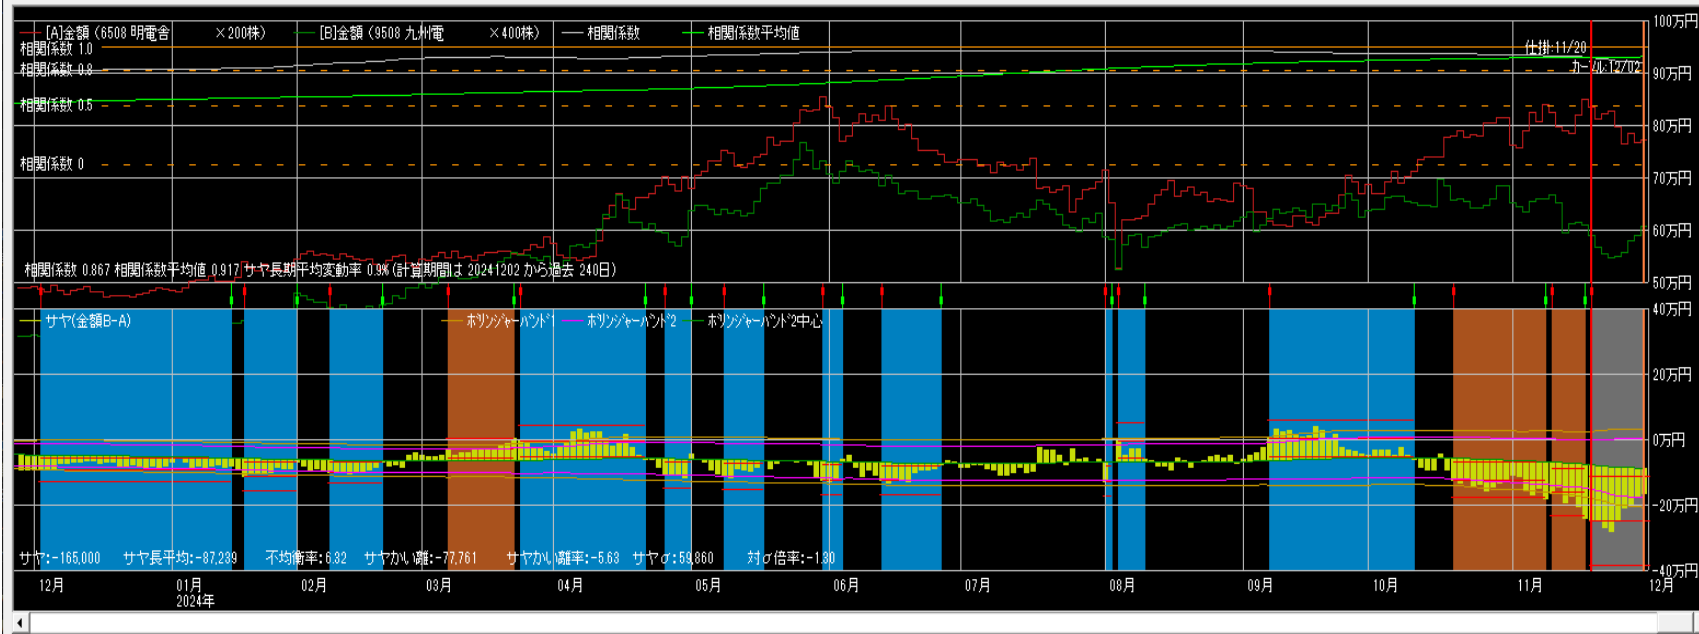 [A]金額 (6508 明電舎 ×200株) [B]金額 (9508 九州電 ×400株) 相関係数 相関係数平均値
100万円
相関係数 1.0
仕掛:11/20
相関係数 0.8
カーソル:12/02
90万円
相関係数 0.5
80万円
相関係数 0
70万円
60万円
相関係数 0.867 相関係数平均値 0.917 サヤ長期平均変動率 0.9% (計算期間は 20241202 から過去 240日)
50万円
40万円
サヤ(金額B-A) ボリンジャーバンド1 ボリンジャーバンド2 ボリンジャーバンド2中心
20万円
0万円
-20万円
サヤ:-165,000 サヤ長平均:-87,239 不均衡率:6.32 サヤかい離:-77,761 サヤかい離率:-5.63 サヤσ:59,860 対σ倍率:-1.30
-40万円
12月 01月 02月 03月 04月 05月 06月 07月 08月 09月 10月 11月 12月
2024年